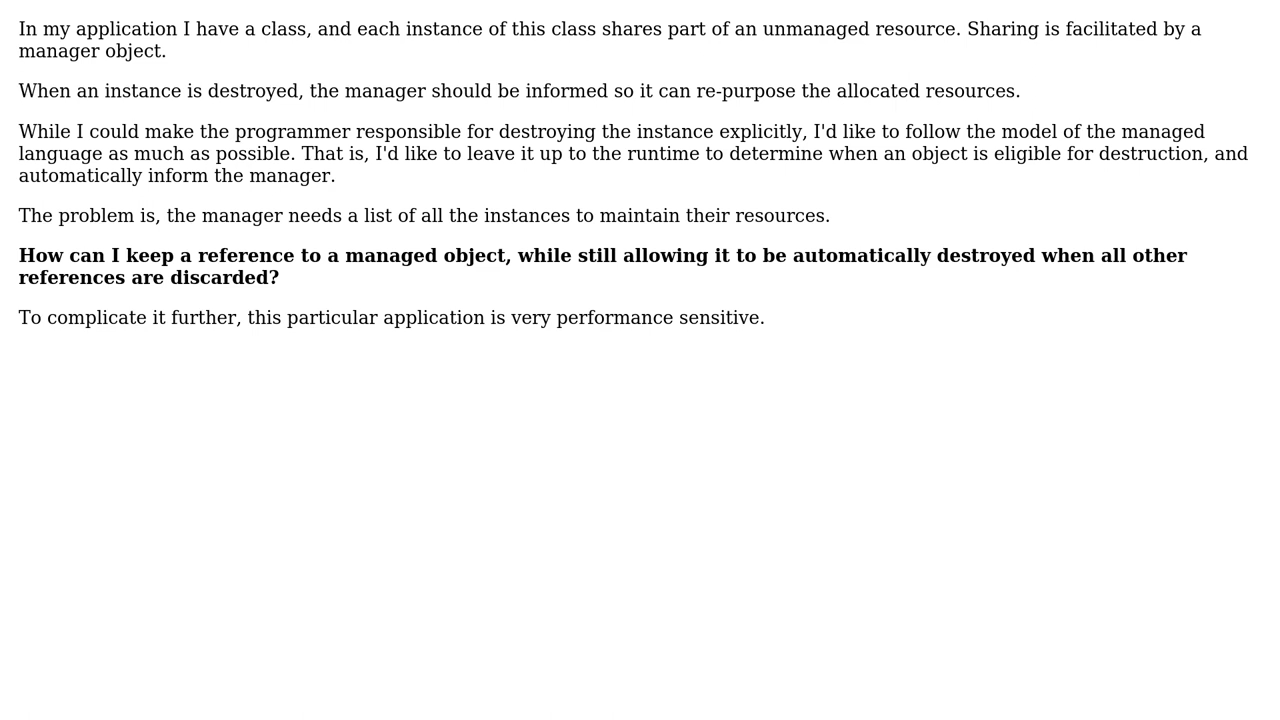 In my application I have a class, and each instance of this class shares part of an unmanaged resource. Sharing is facilitated by a
manager object.
When an instance is destroyed, the manager should be informed so it can re-purpose the allocated resources.
While I could make the programmer responsible for destroying the instance explicitly, I'd like to follow the model of the managed
language as much as possible. That is, I'd like to leave it up to the runtime to determine when an object is eligible for destruction, and
automatically inform the manager.
The problem is, the manager needs a list of all the instances to maintain their resources.
How can I keep a reference to a managed object, while still allowing it to be automatically destroyed when all other
references are discarded?
To complicate it further, this particular application is very performance sensitive.